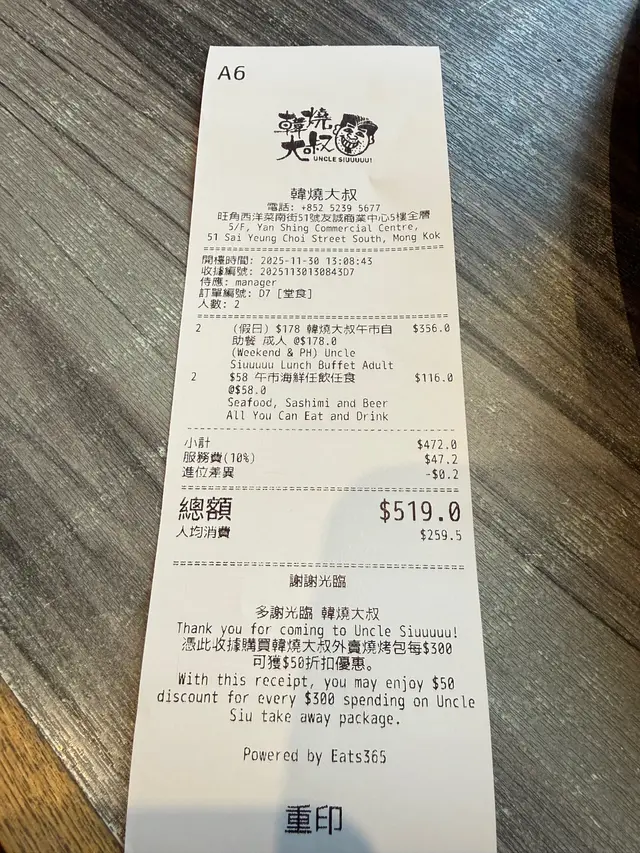 A6
韓燒
大叔
UNCLE SIUUUUU!
韓燒大叔
電話: +852 5239 5677
旺角西洋菜南街51號友誠商業中心5樓全層
5/F, Yan Shing Commercial Centre,
51 Sai Yeung Choi Street South, Mong Kok
開檯時間: 2025-11-30 13:08:43
收據編號: 20251130130843D7
侍應: manager
訂單編號: D7 [堂食]
人數: 2
2 (假日) $178 韓燒大叔午市自 $356.0
助餐 成人 @$178.0
(Weekend & PH) Uncle
Siuuuuu Lunch Buffet Adult
2 $58 午市海鮮任飲任食 $116.0
@$58.0
Seafood, Sashimi and Beer
All You Can Eat and Drink
小計 $472.0
服務費(10%) $47.2
進位差異 -$0.2
總額 $519.0
人均消費 $259.5
謝謝光臨
多謝光臨 韓燒大叔
Thank you for coming to Uncle Siuuuuu!
憑此收據購買韓燒大叔外賣燒烤包每$300
可獲$50折扣優惠。
With this receipt, you may enjoy $50
discount for every $300 spending on Uncle
Siu take away package.
Powered by Eats365
重印